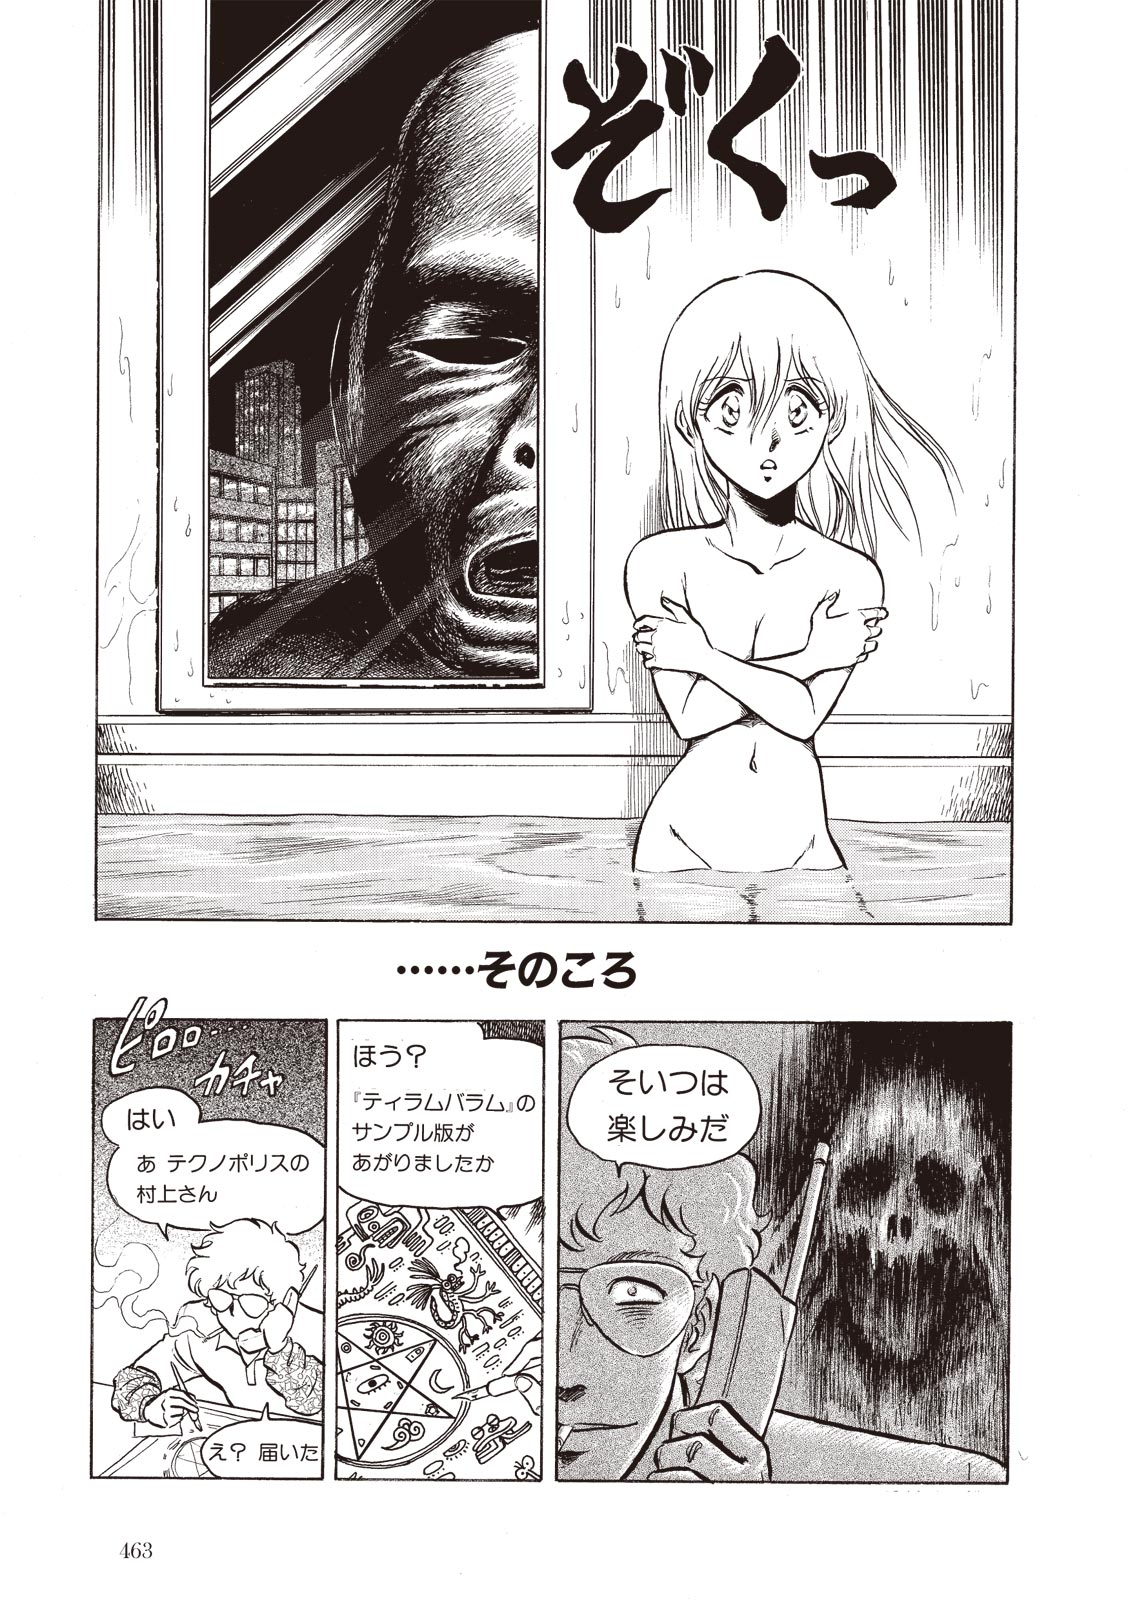 ぞくっ
……そのころ
ピロロ‥‥
カチャ
はい
あ テクノポリスの
村上さん
え? 届いた
ほう?
『ティラムバラム』の
サンプル版が
あがりましたか
そいつは
楽しみだ
463